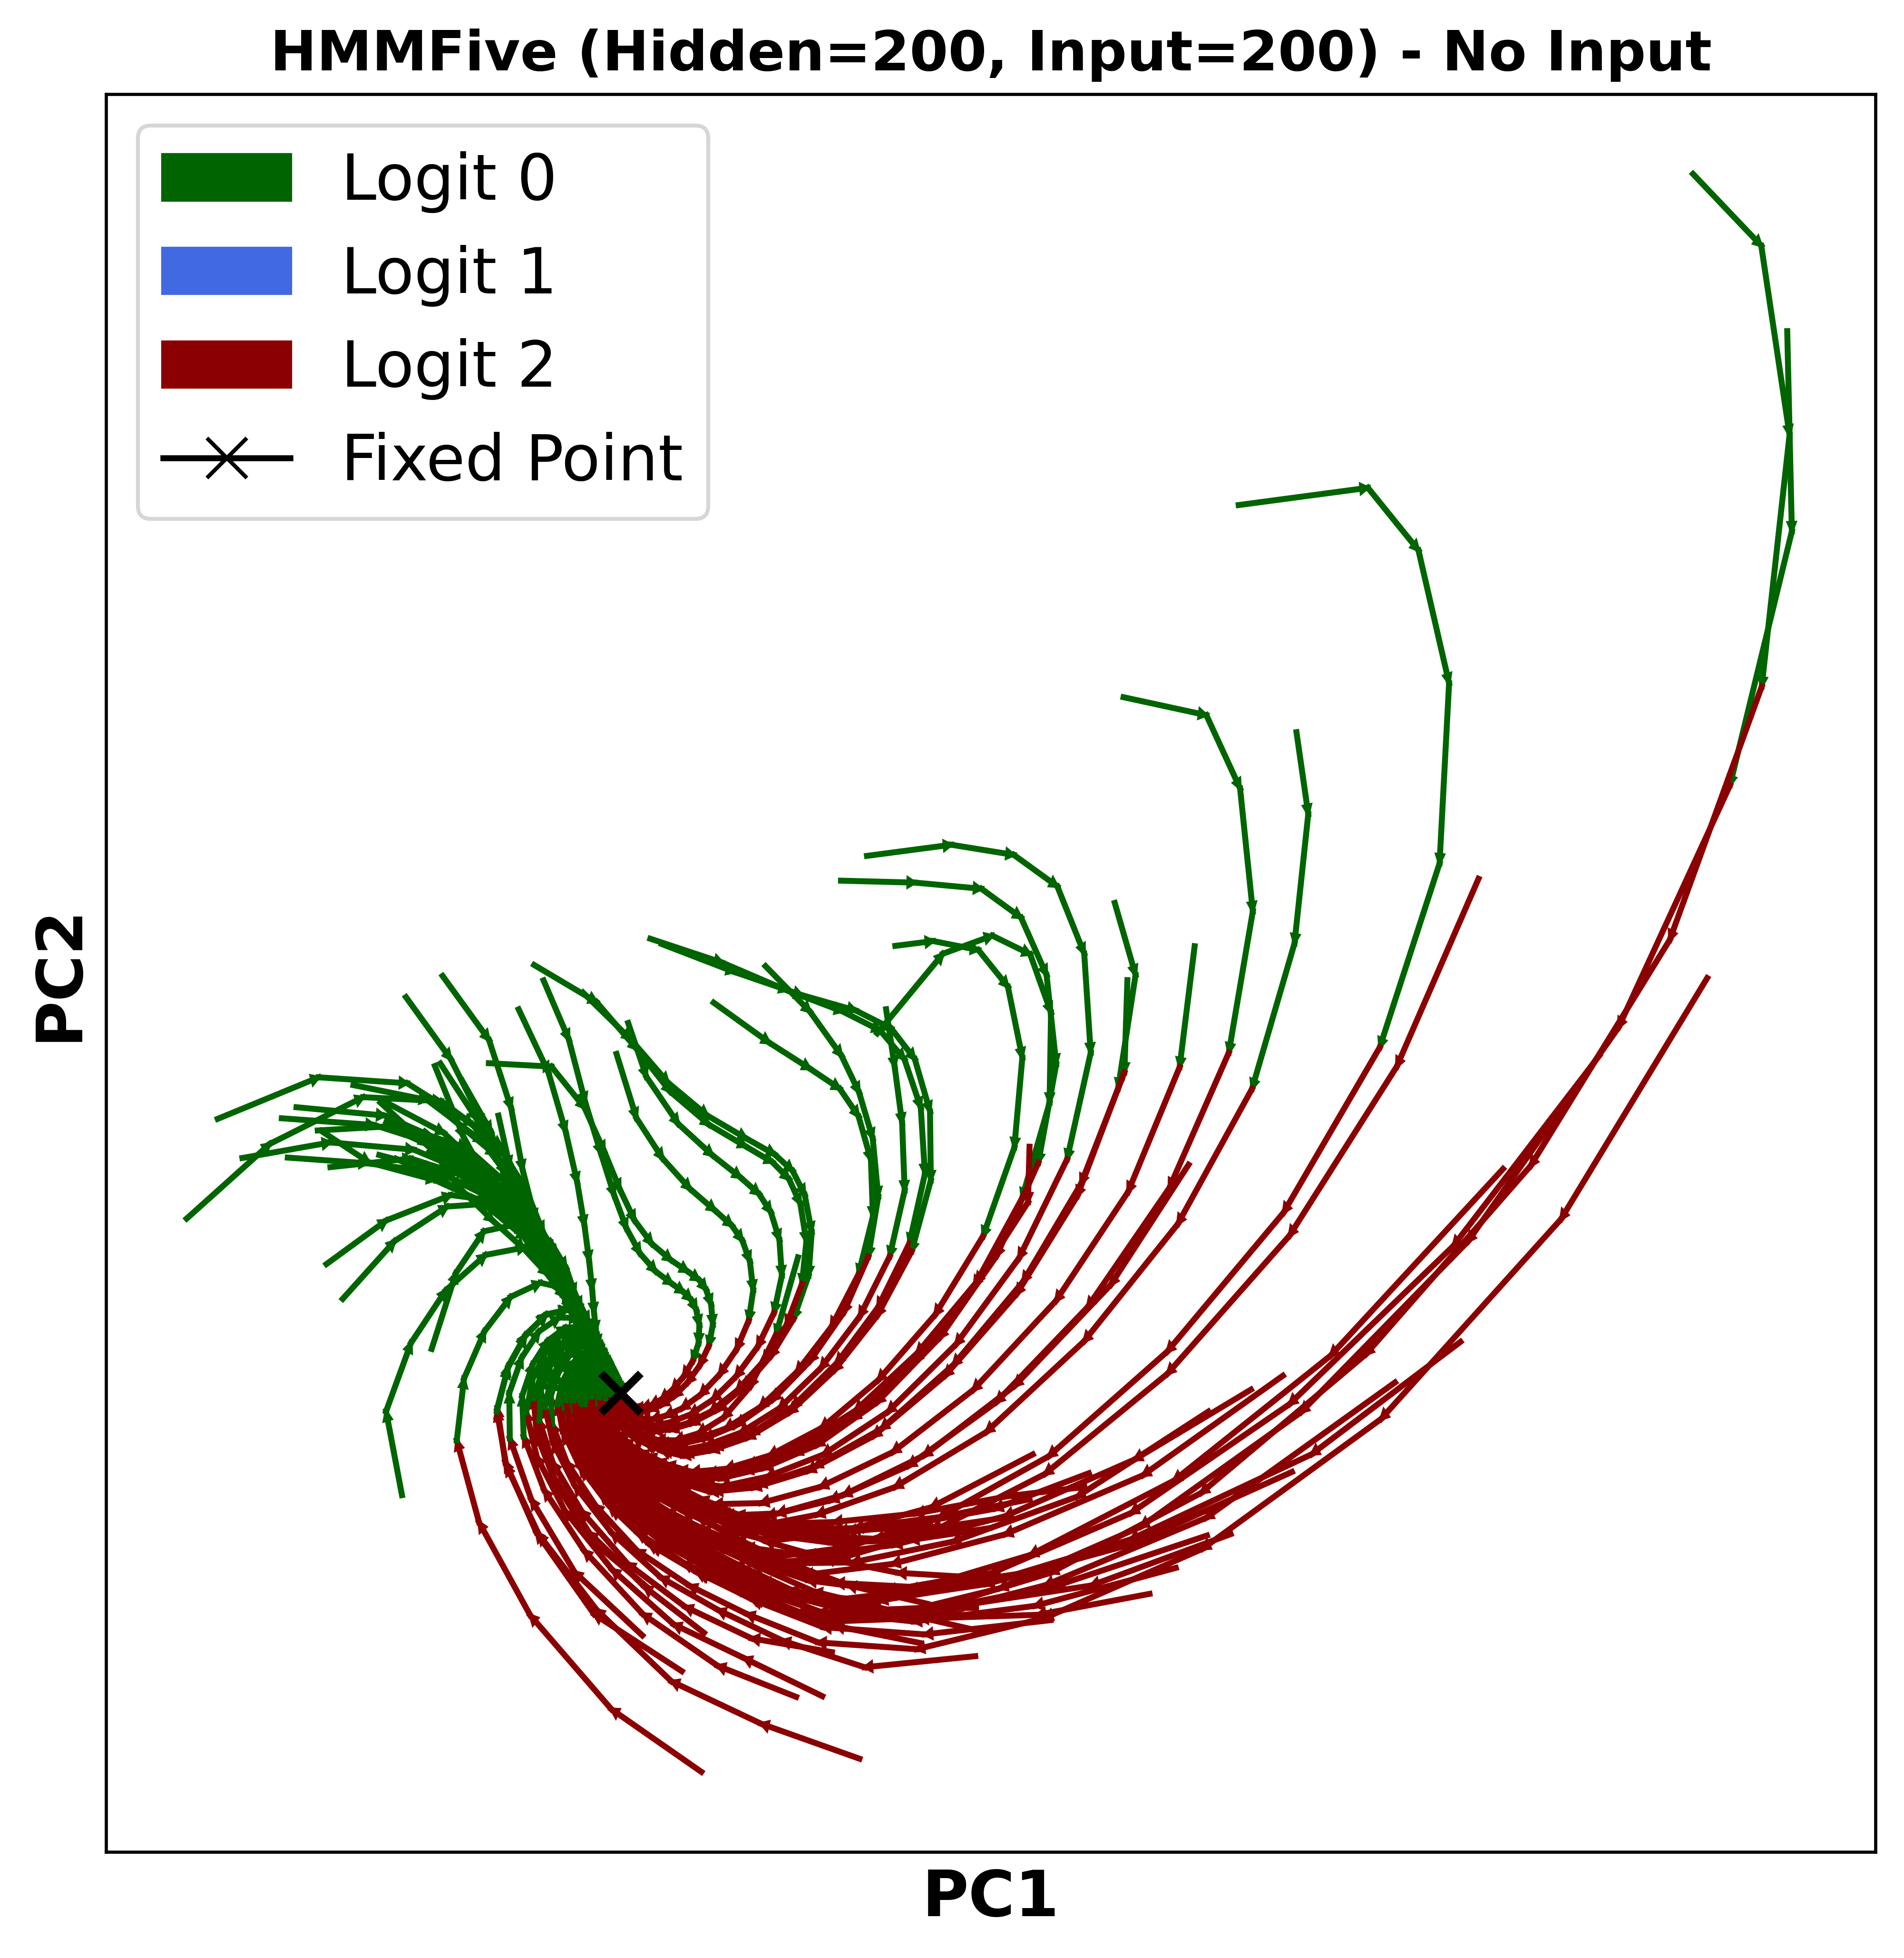 HMMFive (Hidden=200, Input=200) - No Input
Logit 0
Logit 1
Logit 2
Fixed Point
PC2
PC1